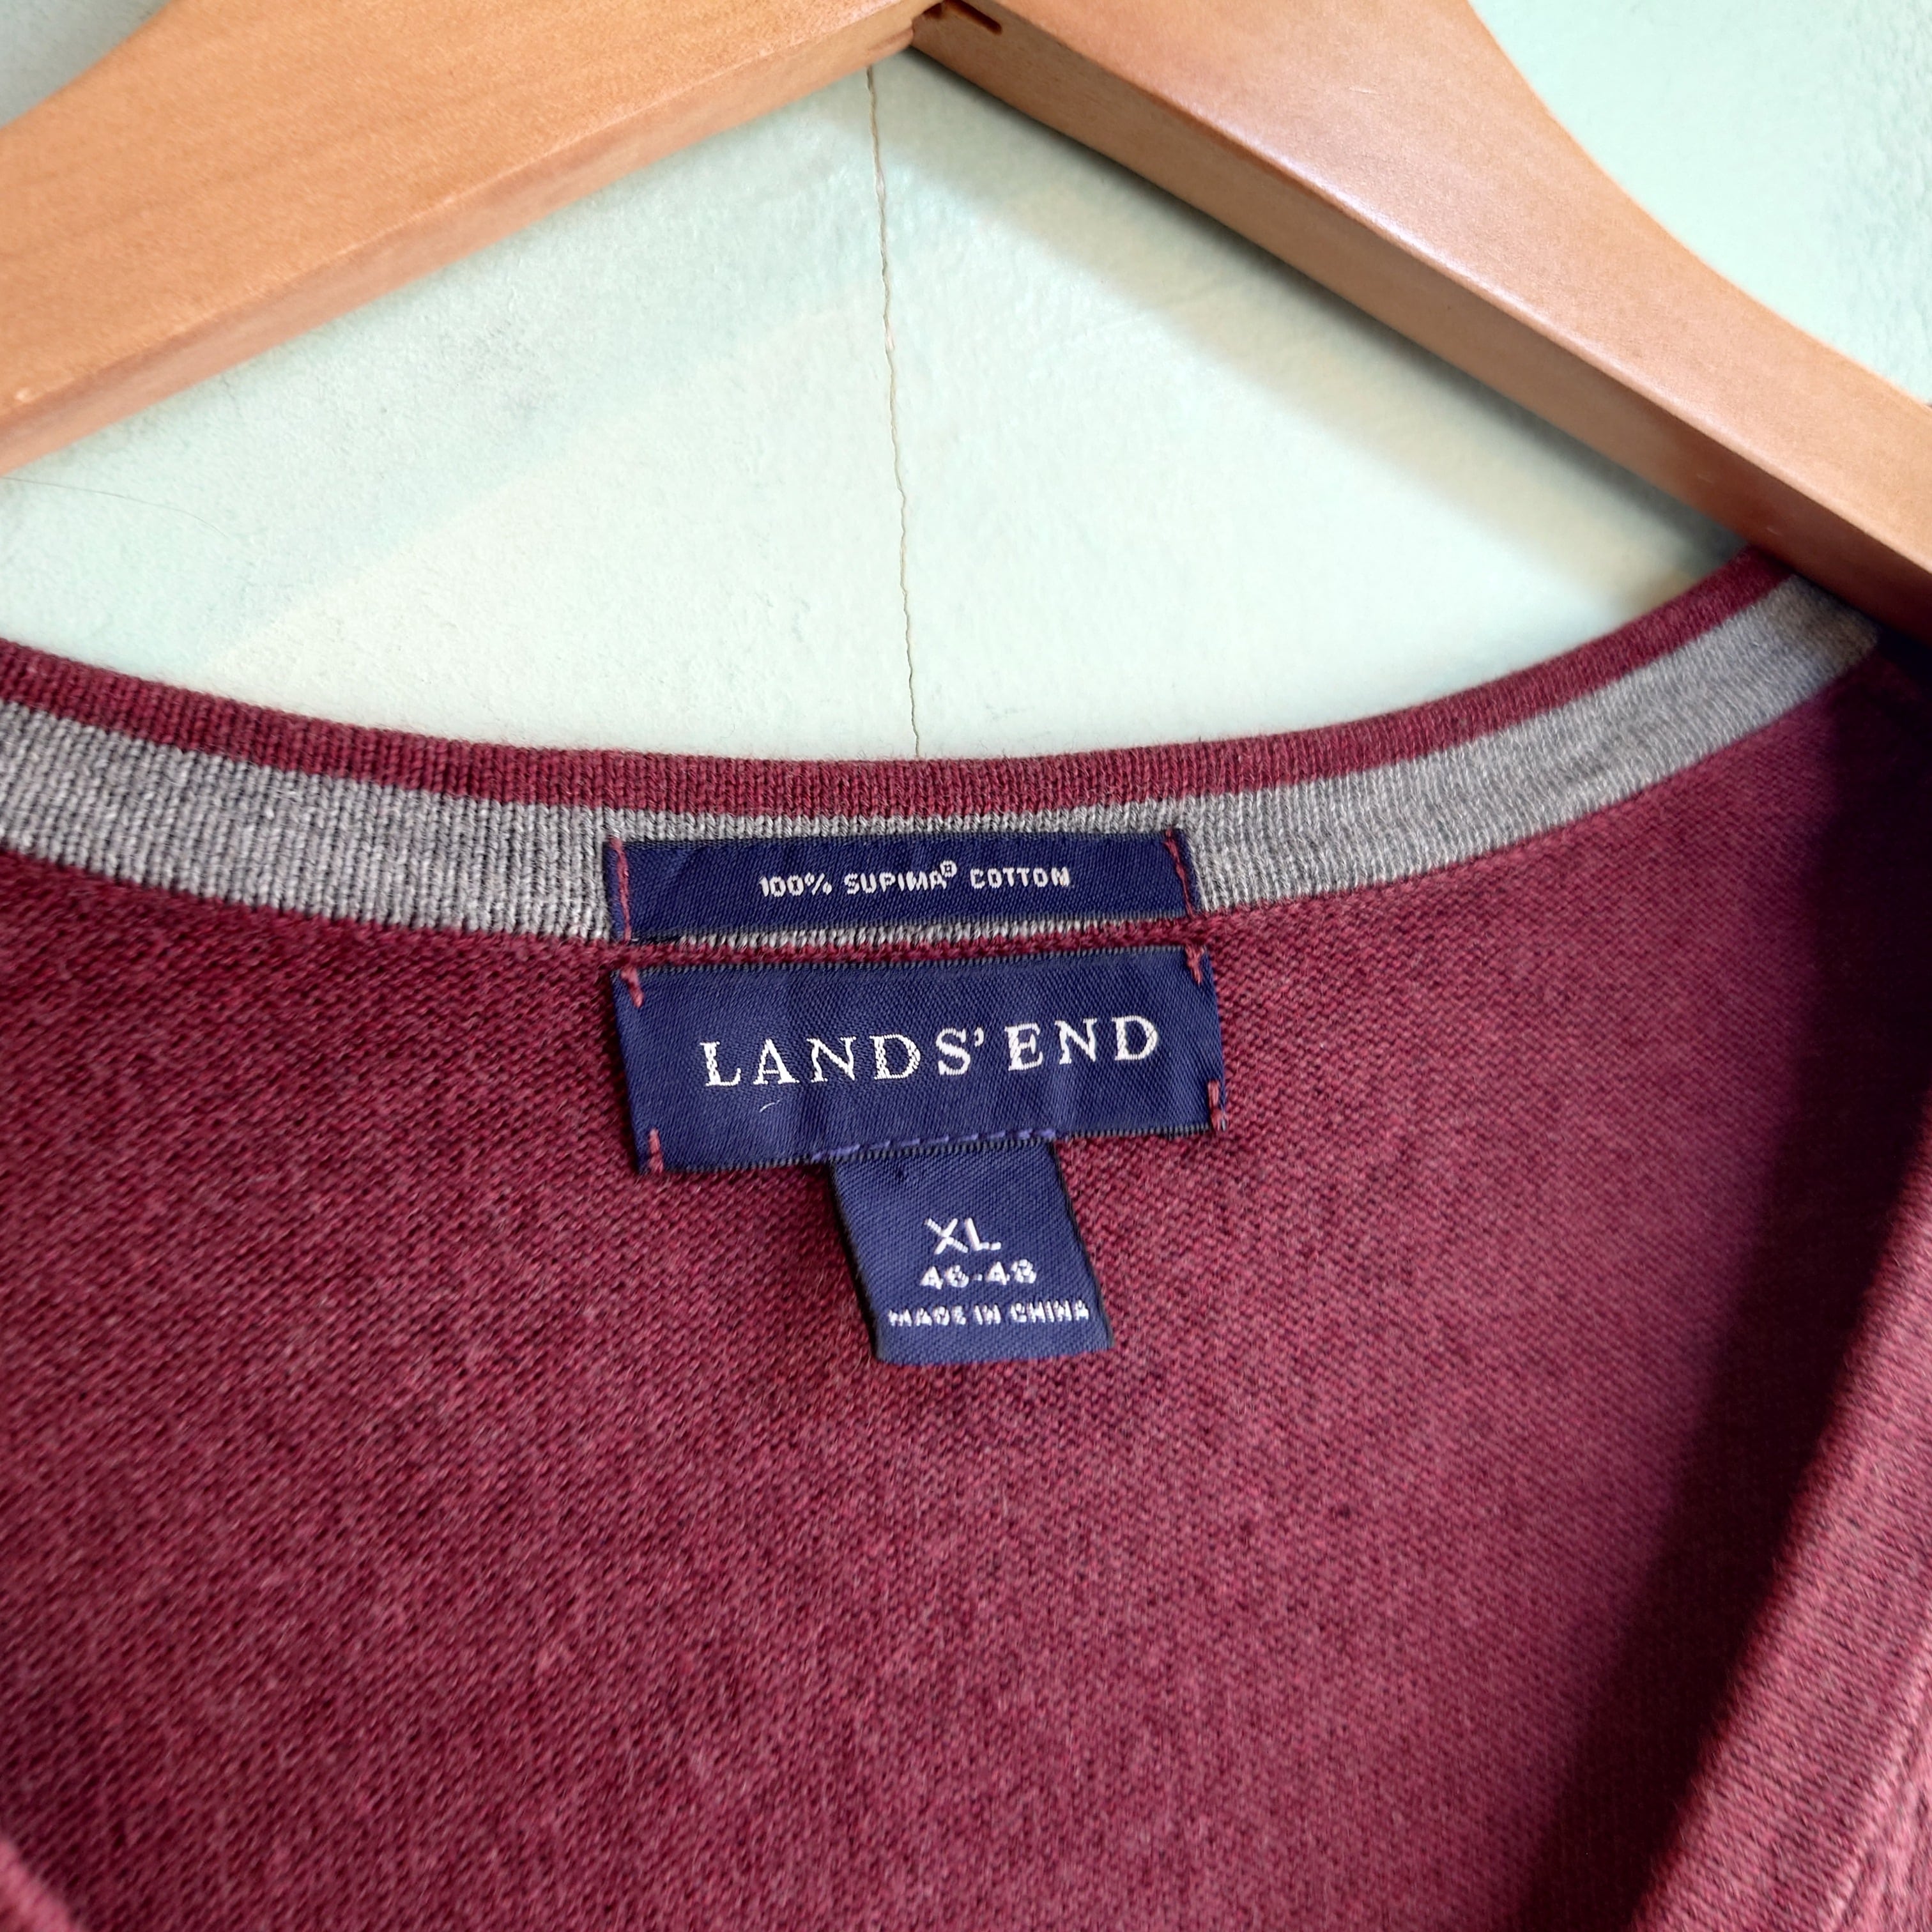 100% SUPIMA® COTTON
LANDS' END
XL
46-48
MADE IN CHINA